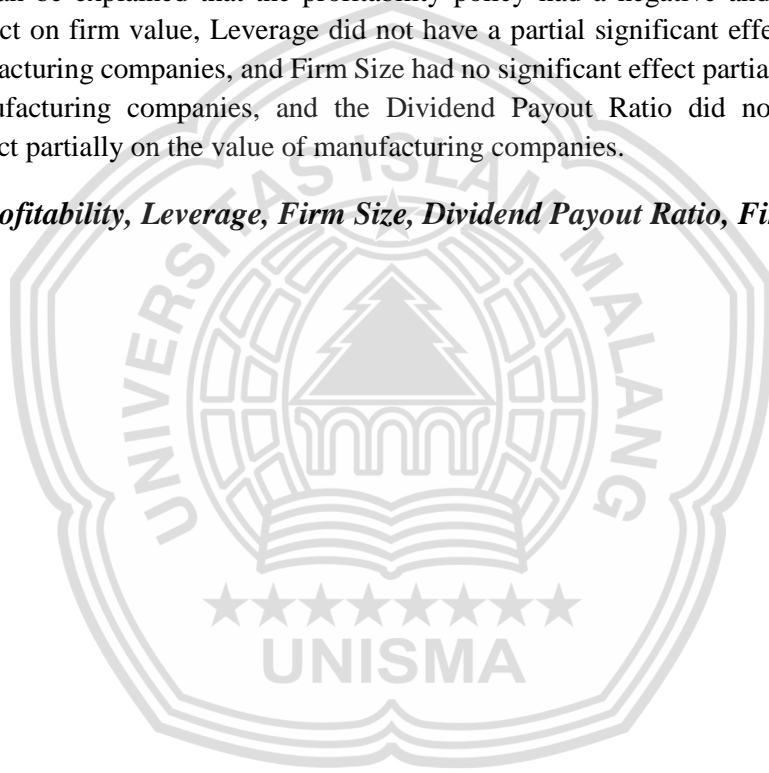 an be explained that the profitability policy had a negative and
ct on firm value, Leverage did not have a partial significant effe
facturing companies, and Firm Size had no significant effect partia
ufacturing companies, and the Dividend Payout Ratio did no
ct partially on the value of manufacturing companies.
ofitability, Leverage, Firm Size, Dividend Payout Ratio, Fi
UNIVERSITAS ISLAM MALANG
UNISMA